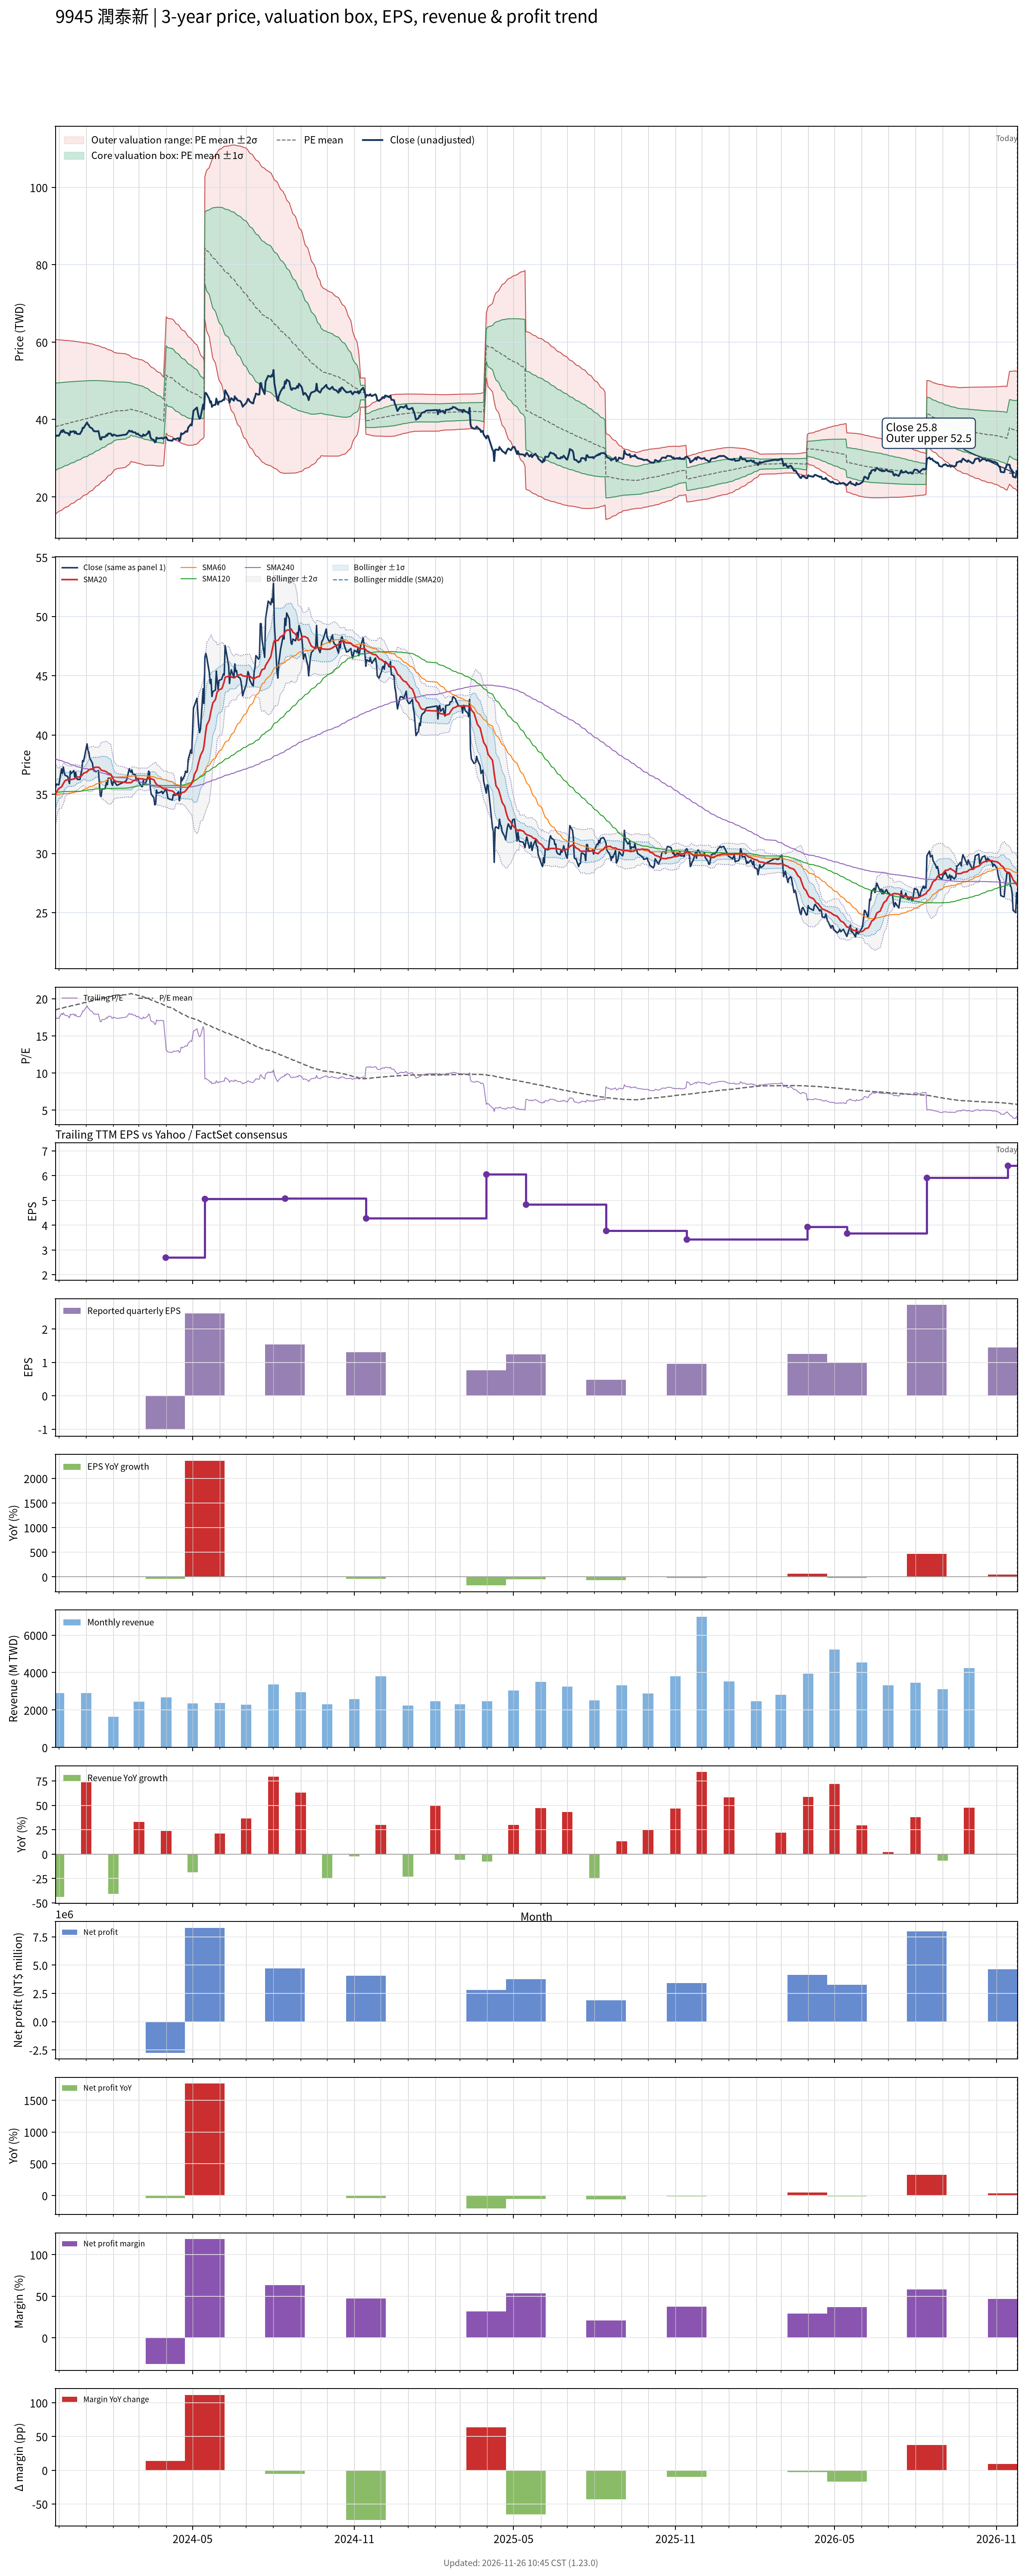 9945 潤泰新 | 3-year price, valuation box, EPS, revenue & profit trend
Outer valuation range: PE mean ±2σ
Core valuation box: PE mean ±1σ
PE mean
Close (unadjusted)
Today
Price (TWD)
100
80
60
40
20
Close 25.8
Outer upper 52.5
Close (same as panel 1)
SMA20
SMA60
SMA120
SMA240
Bollinger ±2σ
Bollinger ±1σ
Bollinger middle (SMA20)
Price
55
50
45
40
35
30
25
Trailing P/E
P/E mean
P/E
20
15
10
5
Trailing TTM EPS vs Yahoo / FactSet consensus
Today
EPS
7
6
5
4
3
2
Reported quarterly EPS
EPS
2
1
0
-1
EPS YoY growth
YoY (%)
2000
1500
1000
500
0
Monthly revenue
Revenue (M TWD)
6000
4000
2000
0
Revenue YoY growth
YoY (%)
75
50
25
0
-25
-50
Month
1e6
Net profit
Net profit (NT$ million)
7.5
5.0
2.5
0.0
-2.5
Net profit YoY
YoY (%)
1500
1000
500
0
Net profit margin
Margin (%)
100
50
0
Margin YoY change
Δ margin (pp)
100
50
0
-50
2024-05
2024-11
2025-05
2025-11
2026-05
2026-11
Updated: 2026-11-26 10:45 CST (1.23.0)